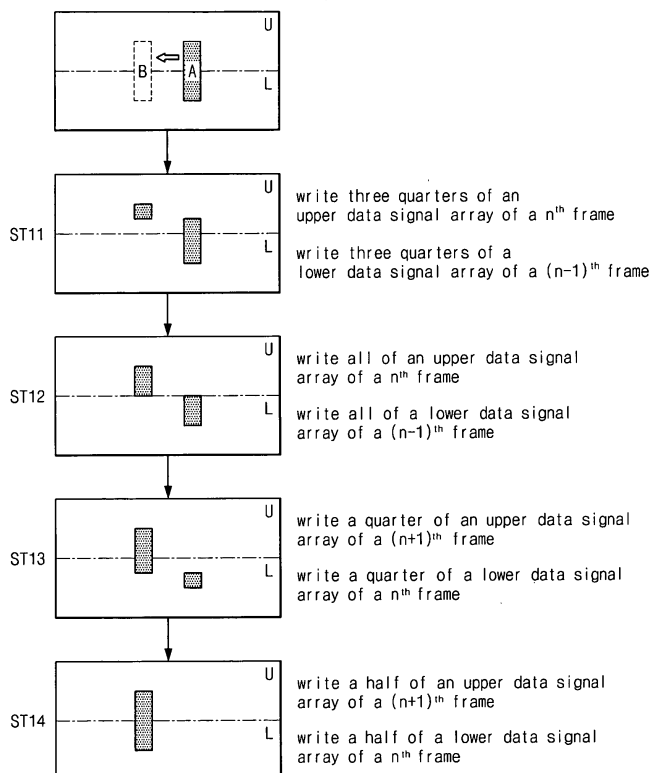 U
B
A
L
ST11
U
L
write three quarters of an
upper data signal array of a nth frame
write three quarters of a
lower data signal array of a (n-1)th frame
ST12
U
L
write all of an upper data signal
array of a nth frame
write all of a lower data signal
array of a (n-1)th frame
ST13
U
L
write a quarter of an upper data signal
array of a (n+1)th frame
write a quarter of a lower data signal
array of a nth frame
ST14
U
L
write a half of an upper data signal
array of a (n+1)th frame
write a half of a lower data signal
array of a nth frame